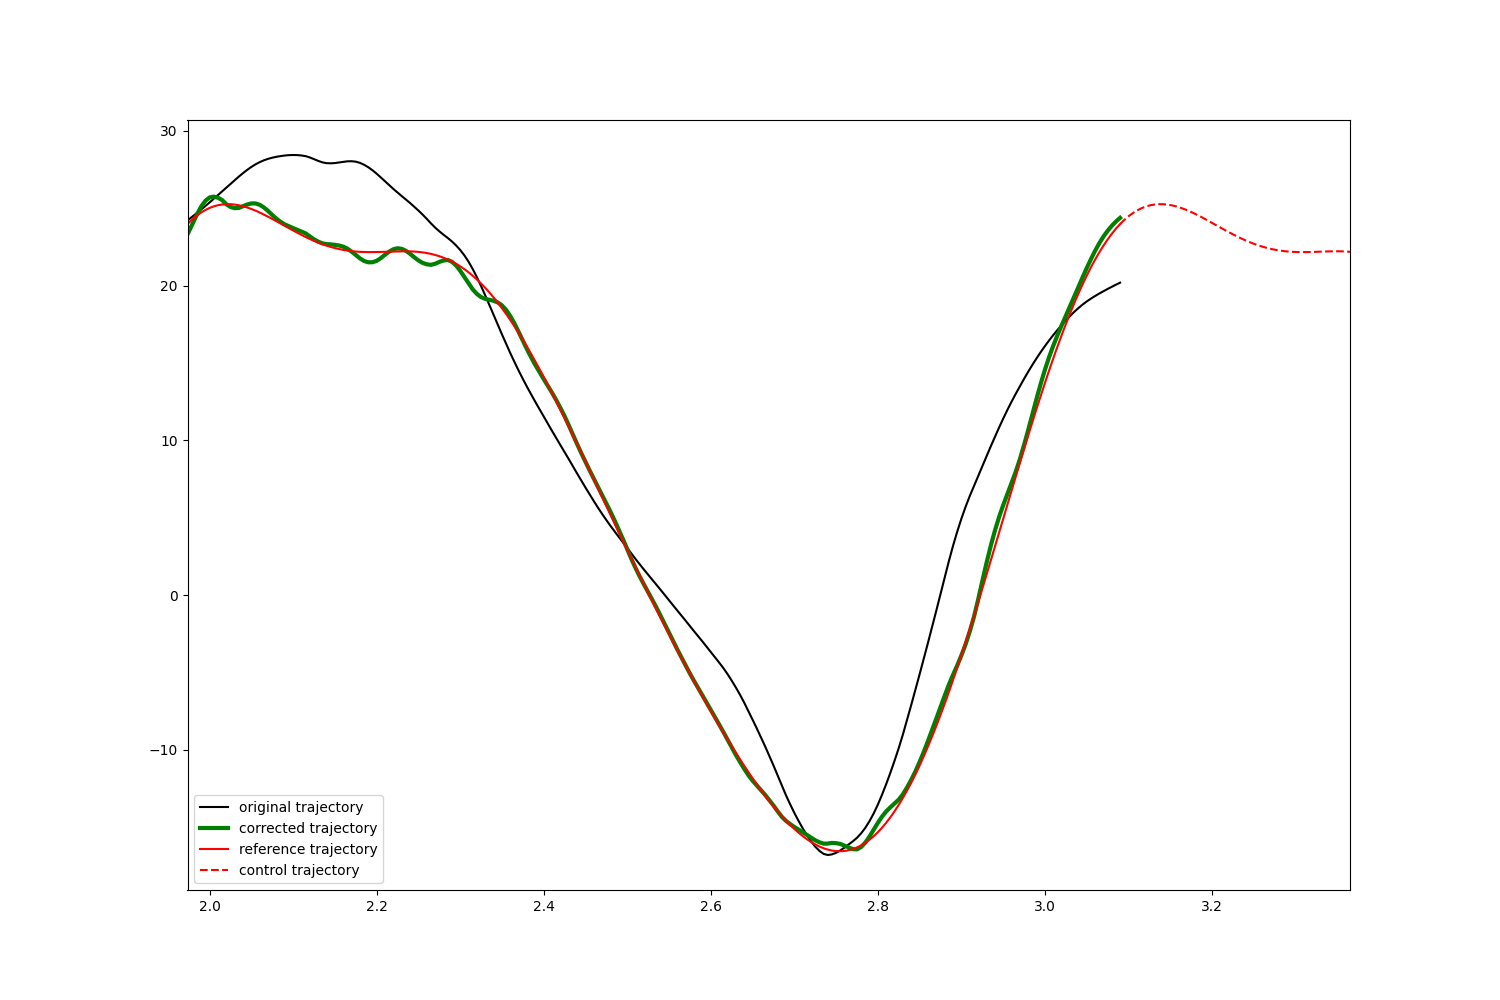 30
20
10
0
−10
original trajectory
corrected trajectory
reference trajectory
control trajectory
2.0 2.2 2.4 2.6 2.8 3.0 3.2